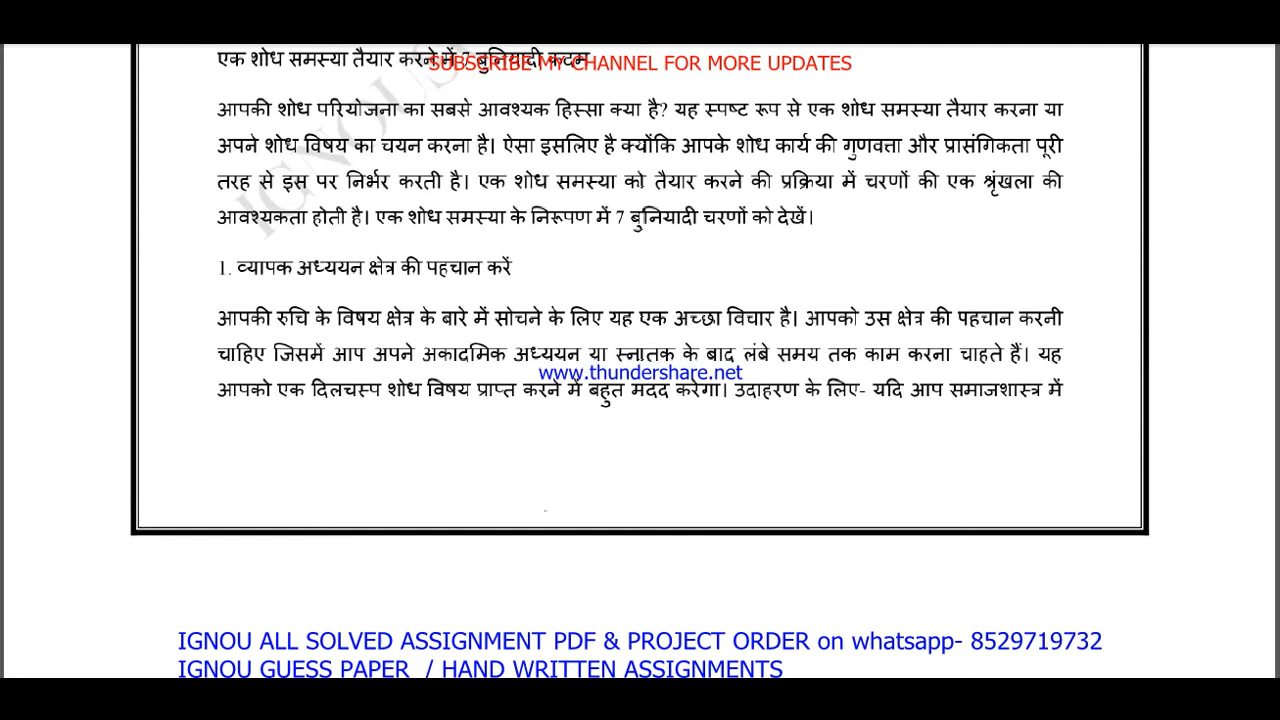 एक शोध समस्या तैयार करने में 7 बुनियादी कदम
SUBSCRIBE MY CHANNEL FOR MORE UPDATES
आपकी शोध परियोजना का सबसे आवश्यक हिस्सा क्या है? यह स्पष्ट रूप से एक शोध समस्या तैयार करना या
अपने शोध विषय का चयन करना है। ऐसा इसलिए है क्योंकि आपके शोध कार्य की गुणवत्ता और प्रासंगिकता पूरी
तरह से इस पर निर्भर करती है। एक शोध समस्या को तैयार करने की प्रक्रिया में चरणों की एक श्रृंखला की
आवश्यकता होती है। एक शोध समस्या के निरूपण में 7 बुनियादी चरणों को देखें।
IGNOUS
1. व्यापक अध्ययन क्षेत्र की पहचान करें
आपकी रुचि के विषय क्षेत्र के बारे में सोचने के लिए यह एक अच्छा विचार है। आपको उस क्षेत्र की पहचान करनी
चाहिए जिसमें आप अपने अकादमिक अध्ययन या स्नातक के बाद लंबे समय तक काम करना चाहते हैं। यह
www.thundershare.net
आपको एक दिलचस्प शोध विषय प्राप्त करने में बहुत मदद करेगा। उदाहरण के लिए- यदि आप समाजशास्त्र में
IGNOU ALL SOLVED ASSIGNMENT PDF & PROJECT ORDER on whatsapp- 8529719732
IGNOU GUESS PAPER / HAND WRITTEN ASSIGNMENTS